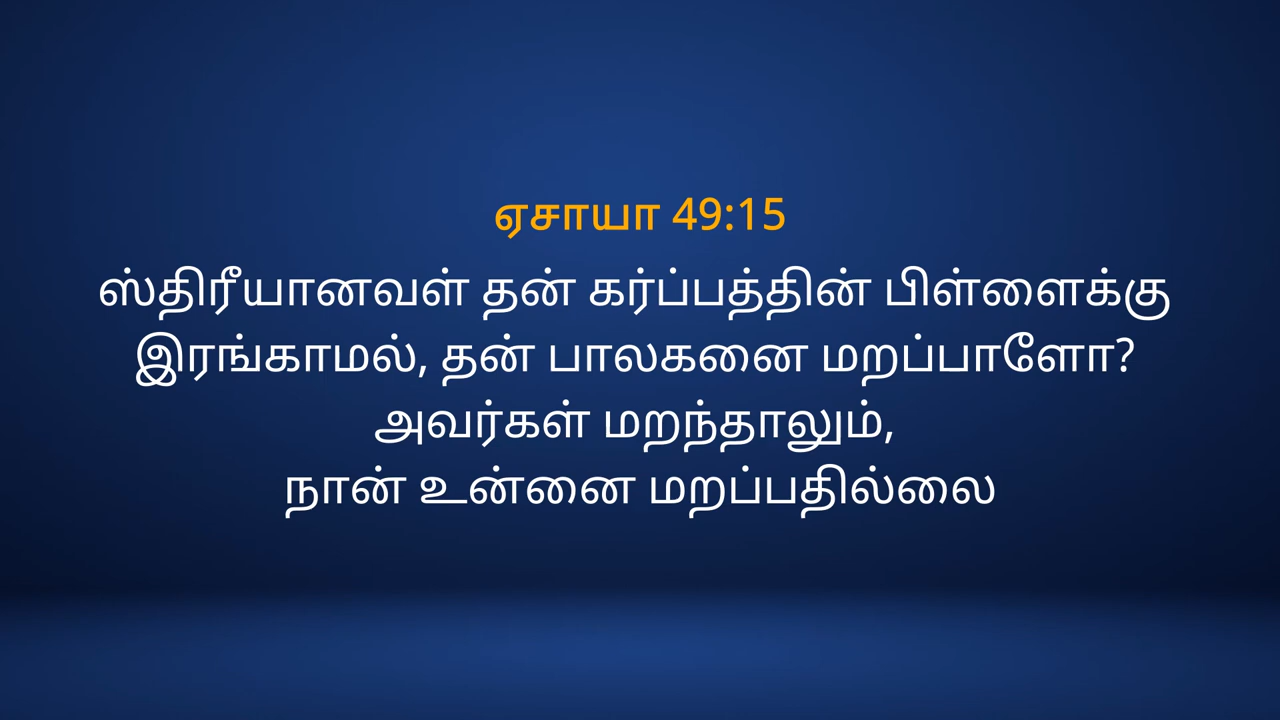 ஏசாயா 49:15
ஸ்திரீயானவள் தன் கர்ப்பத்தின் பிள்ளைக்கு
இரங்காமல், தன் பாலகனை மறப்பாளோ?
அவர்கள் மறந்தாலும்,
நான் உன்னை மறப்பதில்லை